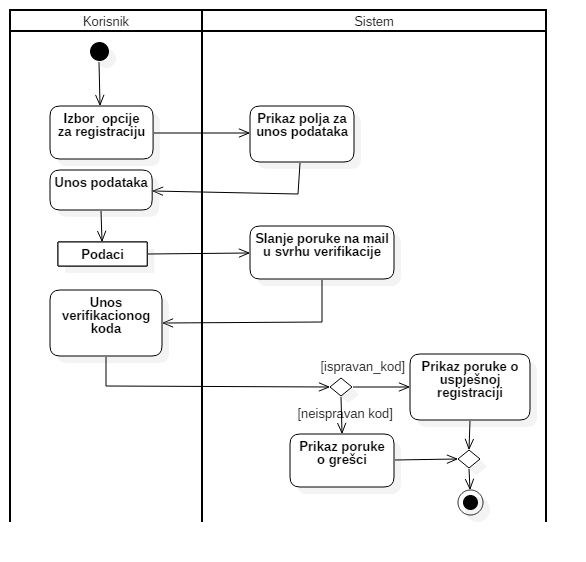 Korisnik
Sistem
Izbor  opcije
za registraciju
Prikaz polja za
unos podataka
Unos podataka
Podaci
Slanje poruke na mail
u svrhu verifikacije
Unos
verifikacionog
koda
[ispravan_kod]
Prikaz poruke o
uspješnoj
registraciji
[neispravan kod]
Prikaz poruke
o grešci